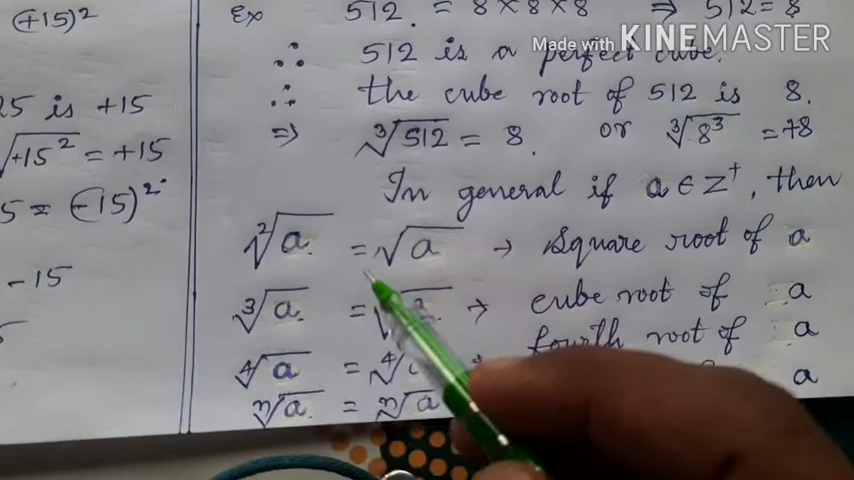 (+15)²
25 is +15
√+15² = +15
5 = (-15)²
-15
Ex 512. = 8×8×8 ⇒ 512 = 8
∴ 512 is a perfect cube.
∴ the cube root of 512 is 8.
⇒ ∛512 = 8. or ∛8³ = +8
In general if a ∈ Z⁺, then
²√a = √a → square root of a
³√a = → cube root of a
⁴√a = ⁴√ fourth root of a
ⁿ√a = ⁿ√a a
Made with KINEMASTER